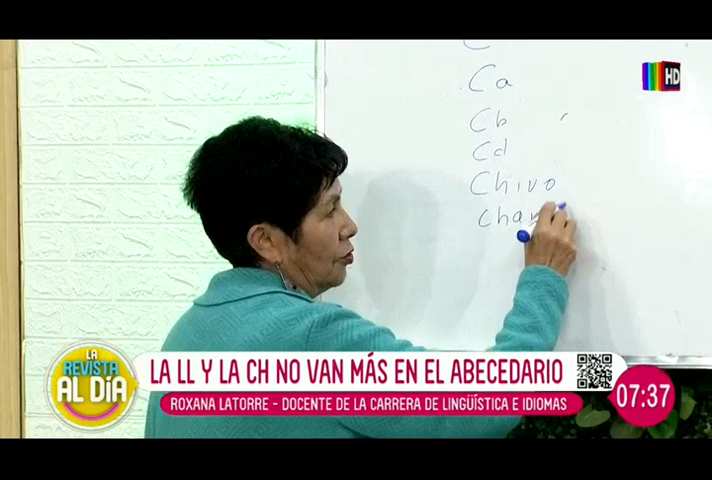 HD
Ca
Cb
Cd
Chivo
cha
LA REVISTA
AL DÍA
LA LL Y LA CH NO VAN MÁS EN EL ABECEDARIO
ROXANA LATORRE - DOCENTE DE LA CARRERA DE LINGÜÍSTICA E IDIOMAS
07:37